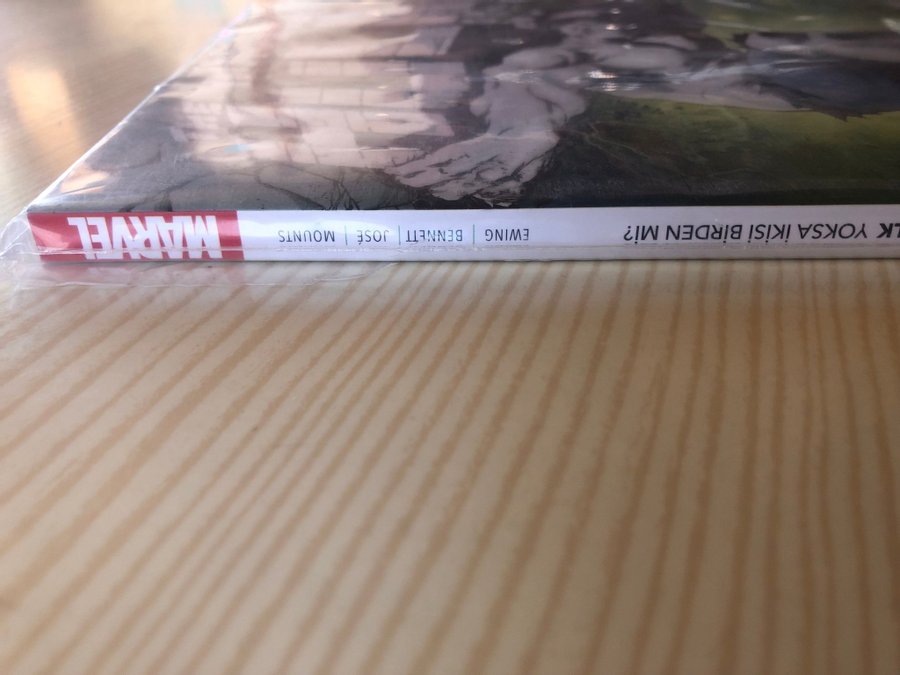 LK YOKSA İKİSİ BİRDEN Mİ? EWING | BENNETT | JOSÉ | MOUNTS MARVEL